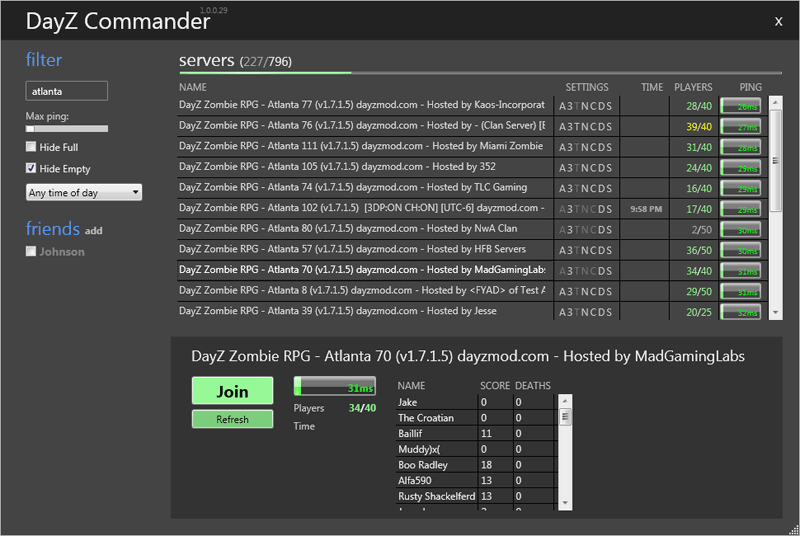 DayZ Commander 1.0.0.29 X
filter
atlanta
Max ping:
Hide Full
Hide Empty
Any time of day
friends add
Johnson
servers (227/796)
NAME SETTINGS TIME PLAYERS PING
DayZ Zombie RPG - Atlanta 77 (v1.7.1.5) dayzmod.com - Hosted by Kaos-Incorporat A3TNCDS 28/40 26ms
DayZ Zombie RPG - Atlanta 76 (v1.7.1.5) dayzmod.com - Hosted by - (Clan Server) [E A3TNCDS 39/40 27ms
DayZ Zombie RPG - Atlanta 111 (v1.7.1.5) dayzmod.com - Hosted by Miami Zombie A3TNCDS 31/40 28ms
DayZ Zombie RPG - Atlanta 105 (v1.7.1.5) dayzmod.com - Hosted by 352 A3TNCDS 24/40 29ms
DayZ Zombie RPG - Atlanta 74 (v1.7.1.5) dayzmod.com - Hosted by TLC Gaming A3TNCDS 16/40 29ms
DayZ Zombie RPG - Atlanta 102 (v1.7.1.5) [3DP:ON CH:ON] [UTC-6] dayzmod.com - A3TNCDS 9:58 PM 17/40 29ms
DayZ Zombie RPG - Atlanta 80 (v1.7.1.5) dayzmod.com - Hosted by NwA Clan A3TNCDS 2/50 30ms
DayZ Zombie RPG - Atlanta 57 (v1.7.1.5) dayzmod.com - Hosted by HFB Servers A3TNCDS 36/50 30ms
DayZ Zombie RPG - Atlanta 70 (v1.7.1.5) dayzmod.com - Hosted by MadGamingLabs A3TNCDS 34/41 31ms
DayZ Zombie RPG - Atlanta 8 (v1.7.1.5) dayzmod.com - Hosted by <FYAD> of Test A A3TNCDS 29/50 31ms
DayZ Zombie RPG - Atlanta 39 (v1.7.1.5) dayzmod.com - Hosted by Jesse A3TNCDS 20/25 32ms
DayZ Zombie RPG - Atlanta 70 (v1.7.1.5) dayzmod.com - Hosted by MadGamingLabs
Join
Refresh
31ms
Players 34/40
Time
NAME SCORE DEATHS
Jake 0 0
The Croatian 0 0
Baillif 11 0
Muddy)x( 0 0
Boo Radley 18 0
Alfa590 13 0
Rusty Shackelferd 13 0